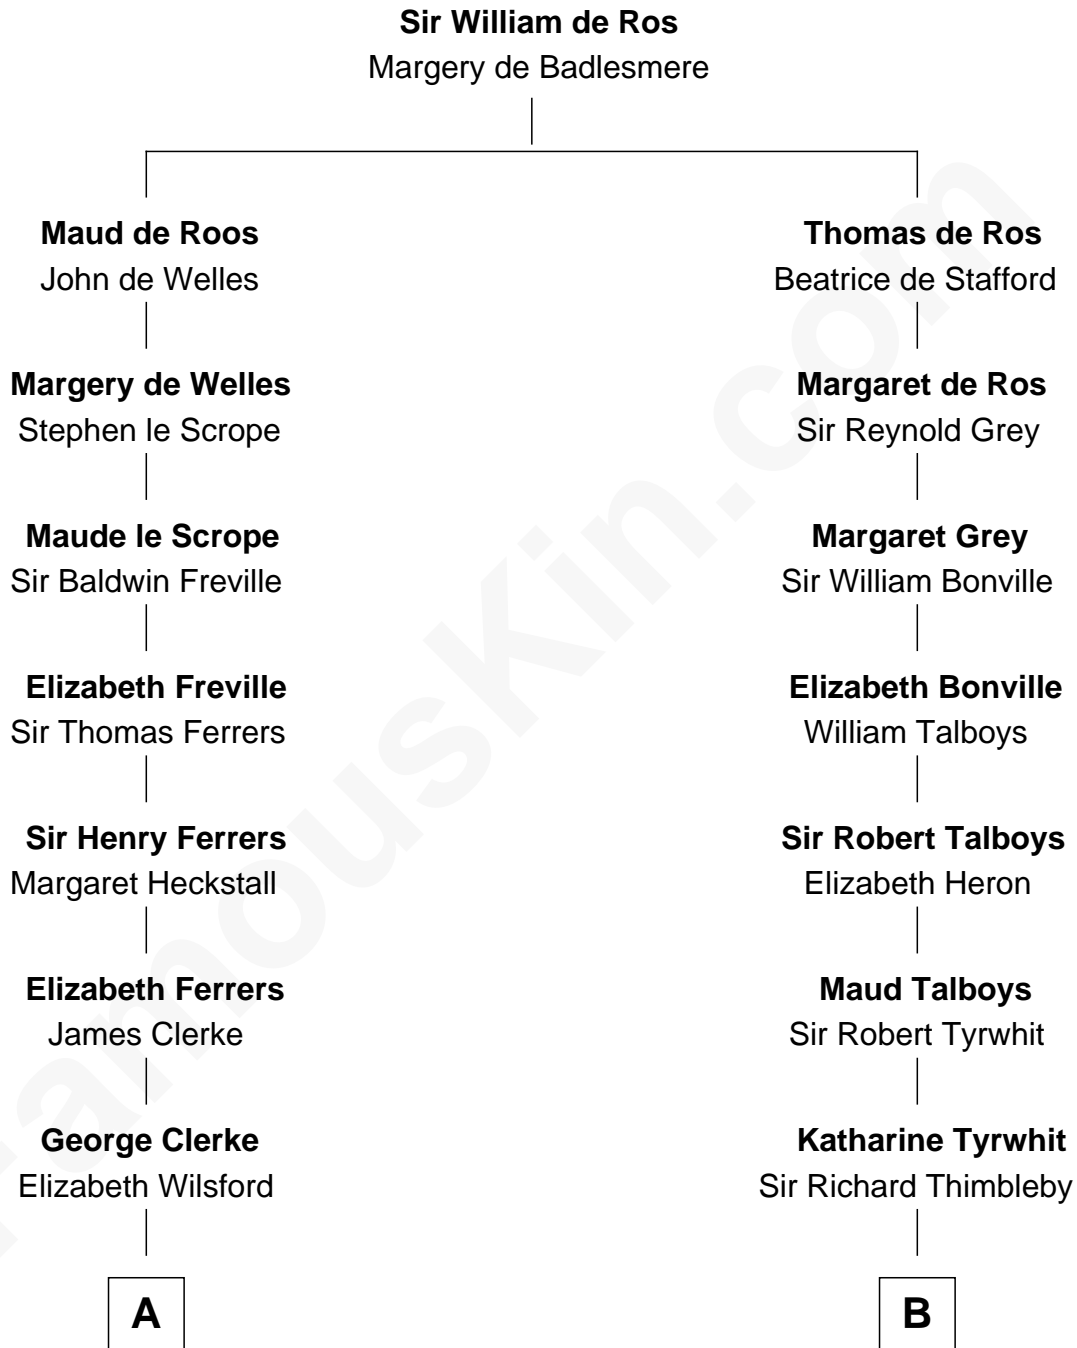 Sir William de Ros
Margery de Badlesmere
Maud de Roos
John de Welles
Thomas de Ros
Beatrice de Stafford
Margery de Welles
Stephen le Scrope
Margaret de Ros
Sir Reynold Grey
Maude le Scrope
Sir Baldwin Freville
Margaret Grey
Sir William Bonville
Elizabeth Freville
Sir Thomas Ferrers
Elizabeth Bonville
William Talboys
Sir Henry Ferrers
Margaret Heckstall
Sir Robert Talboys
Elizabeth Heron
Elizabeth Ferrers
James Clerke
Maud Talboys
Sir Robert Tyrwhit
George Clerke
Elizabeth Wilsford
Katharine Tyrwhit
Sir Richard Thimbleby
A
B
FamousKin.com